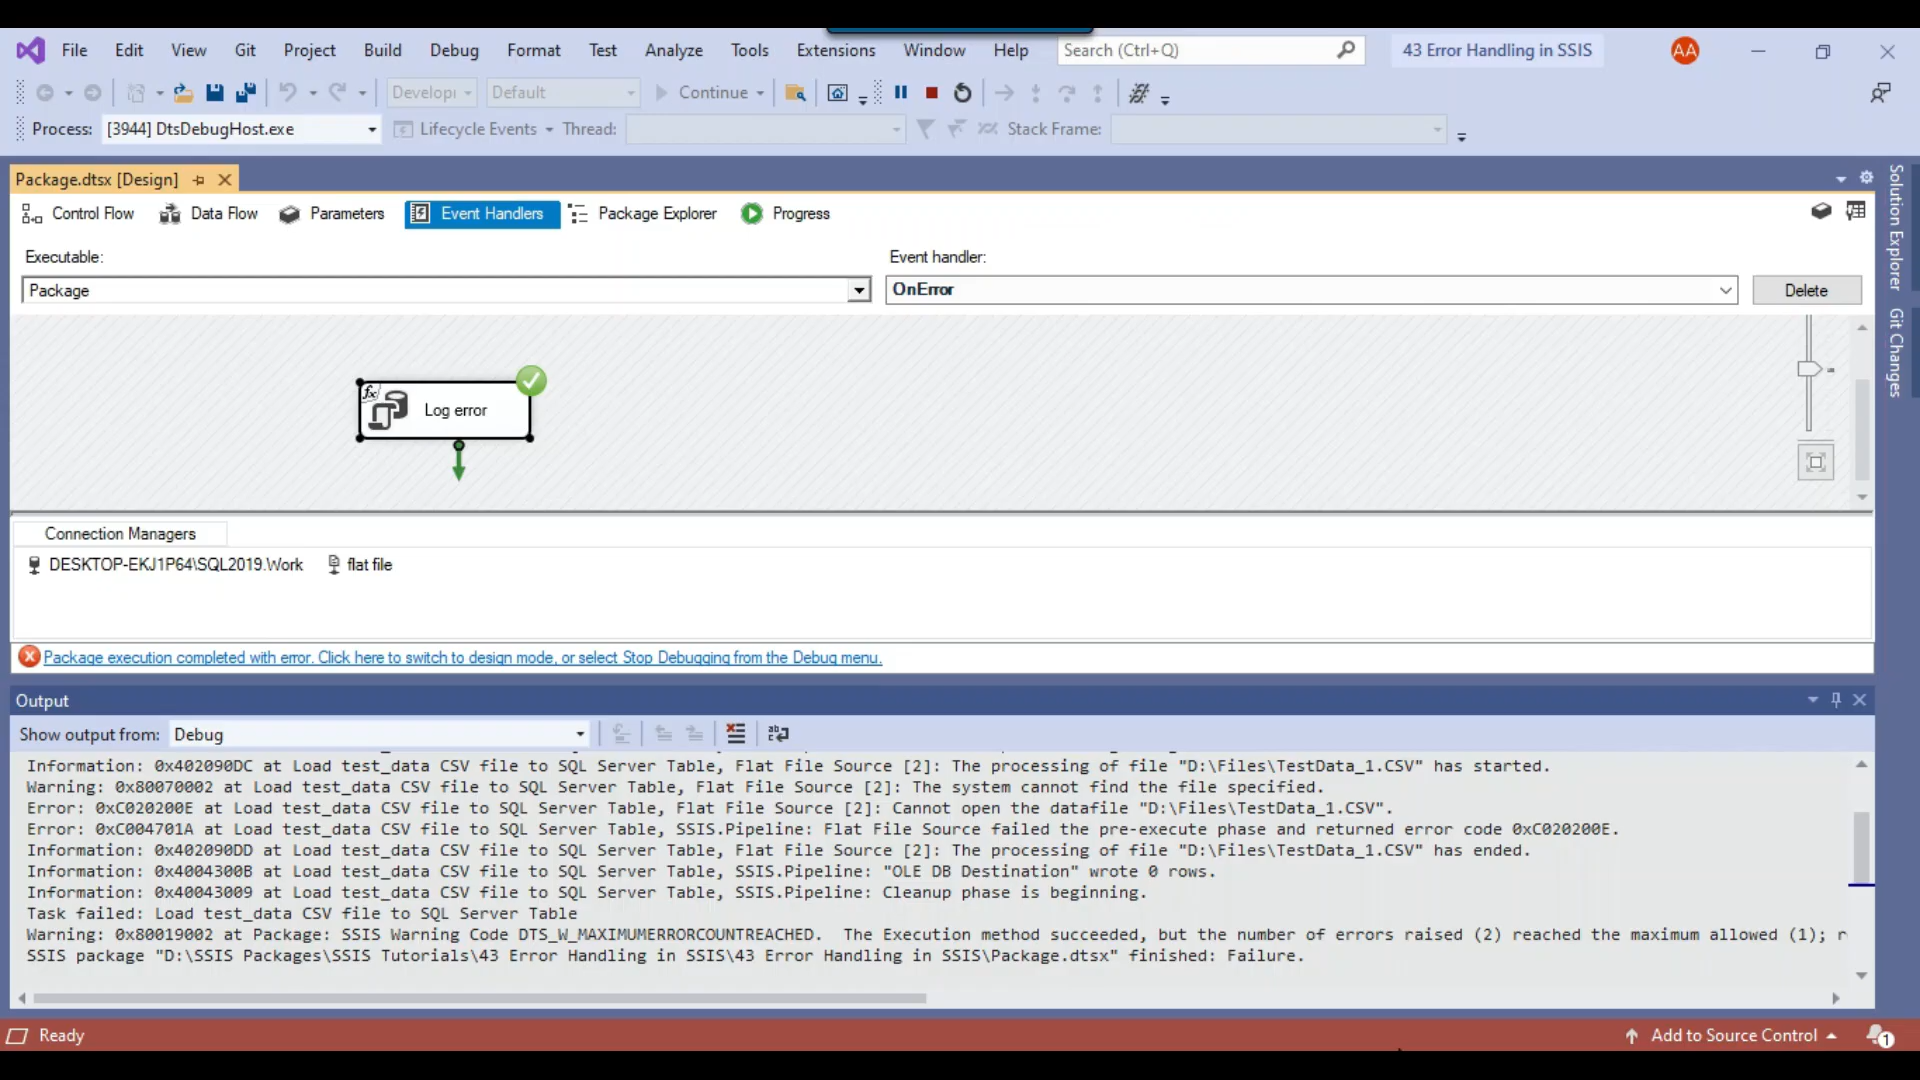 File Edit View Git Project Build Debug Format Test Analyze Tools Extensions Window Help Search (Ctrl+Q) 43 Error Handling in SSIS AA
Develop Default Continue
Process: [3944] DtsDebugHost.exe Lifecycle Events Thread: Stack Frame:
Package.dtsx [Design]
Control Flow Data Flow Parameters Event Handlers Package Explorer Progress
Executable: Event handler:
Package OnError Delete
fx Log error
Connection Managers
DESKTOP-EKJ1P64\SQL2019.Work flat file
Package execution completed with error. Click here to switch to design mode, or select Stop Debugging from the Debug menu.
Output
Show output from: Debug
Information: 0x402090DC at Load test_data CSV file to SQL Server Table, Flat File Source [2]: The processing of file "D:\Files\TestData_1.CSV" has started.
Warning: 0x80070002 at Load test_data CSV file to SQL Server Table, Flat File Source [2]: The system cannot find the file specified.
Error: 0xC020200E at Load test_data CSV file to SQL Server Table, Flat File Source [2]: Cannot open the datafile "D:\Files\TestData_1.CSV".
Error: 0xC004701A at Load test_data CSV file to SQL Server Table, SSIS.Pipeline: Flat File Source failed the pre-execute phase and returned error code 0xC020200E.
Information: 0x402090DD at Load test_data CSV file to SQL Server Table, Flat File Source [2]: The processing of file "D:\Files\TestData_1.CSV" has ended.
Information: 0x4004300B at Load test_data CSV file to SQL Server Table, SSIS.Pipeline: "OLE DB Destination" wrote 0 rows.
Information: 0x40043009 at Load test_data CSV file to SQL Server Table, SSIS.Pipeline: Cleanup phase is beginning.
Task failed: Load test_data CSV file to SQL Server Table
Warning: 0x80019002 at Package: SSIS Warning Code DTS_W_MAXIMUMERRORCOUNTREACHED.  The Execution method succeeded, but the number of errors raised (2) reached the maximum allowed (1); r
SSIS package "D:\SSIS Packages\SSIS Tutorials\43 Error Handling in SSIS\43 Error Handling in SSIS\Package.dtsx" finished: Failure.
Ready Add to Source Control 1
Solution Explorer
Git Changes